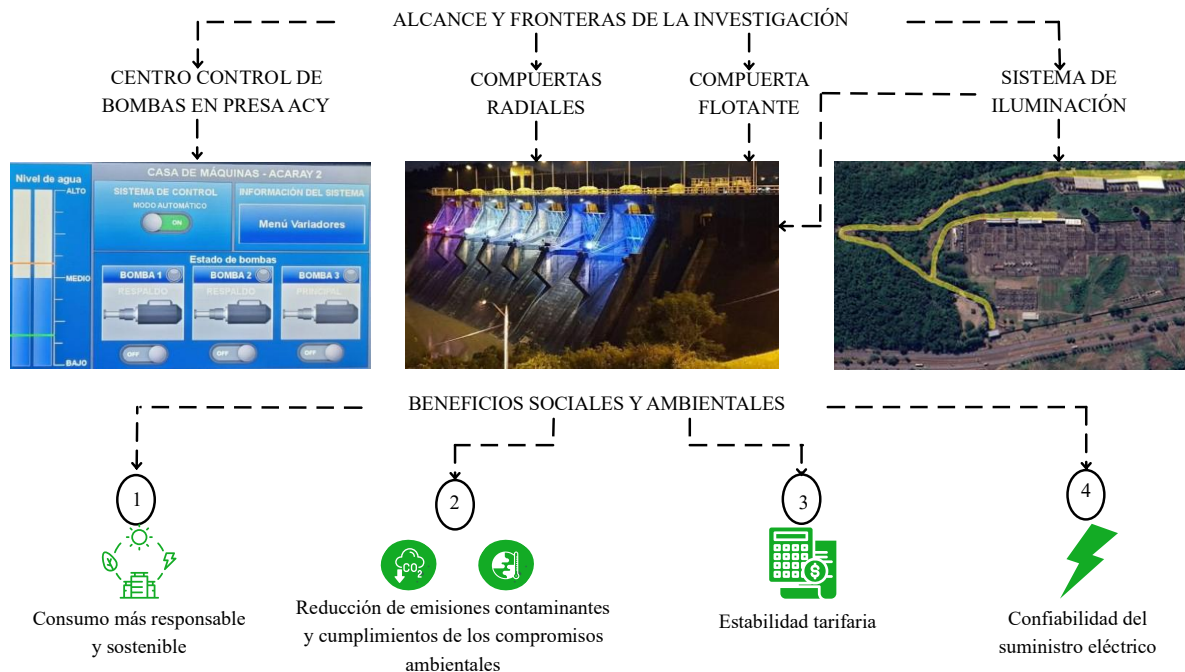 ALCANCE Y FRONTERAS DE LA INVESTIGACIÓN
CENTRO CONTROL DE
BOMBAS EN PRESA ACY
COMPUERTAS
RADIALES
COMPUERTA
FLOTANTE
SISTEMA DE
ILUMINACIÓN
Nivel de agua
ALTO
MEDIO
BAJO
CASA DE MÁQUINAS - ACARAY 2
SISTEMA DE CONTROL
MODO AUTOMÁTICO
ON
INFORMACIÓN DEL SISTEMA
Menú Variadores
Estado de bombas
BOMBA 1
BOMBA 2
BOMBA 3
RESPALDO
RESPALDO
PRINCIPAL
OFF
OFF
OFF
BENEFICIOS SOCIALES Y AMBIENTALES
1
2
3
4
CO2
$
Consumo más responsable
y sostenible
Reducción de emisiones contaminantes
y cumplimientos de los compromisos
ambientales
Estabilidad tarifaria
Confiabilidad del
suministro eléctrico